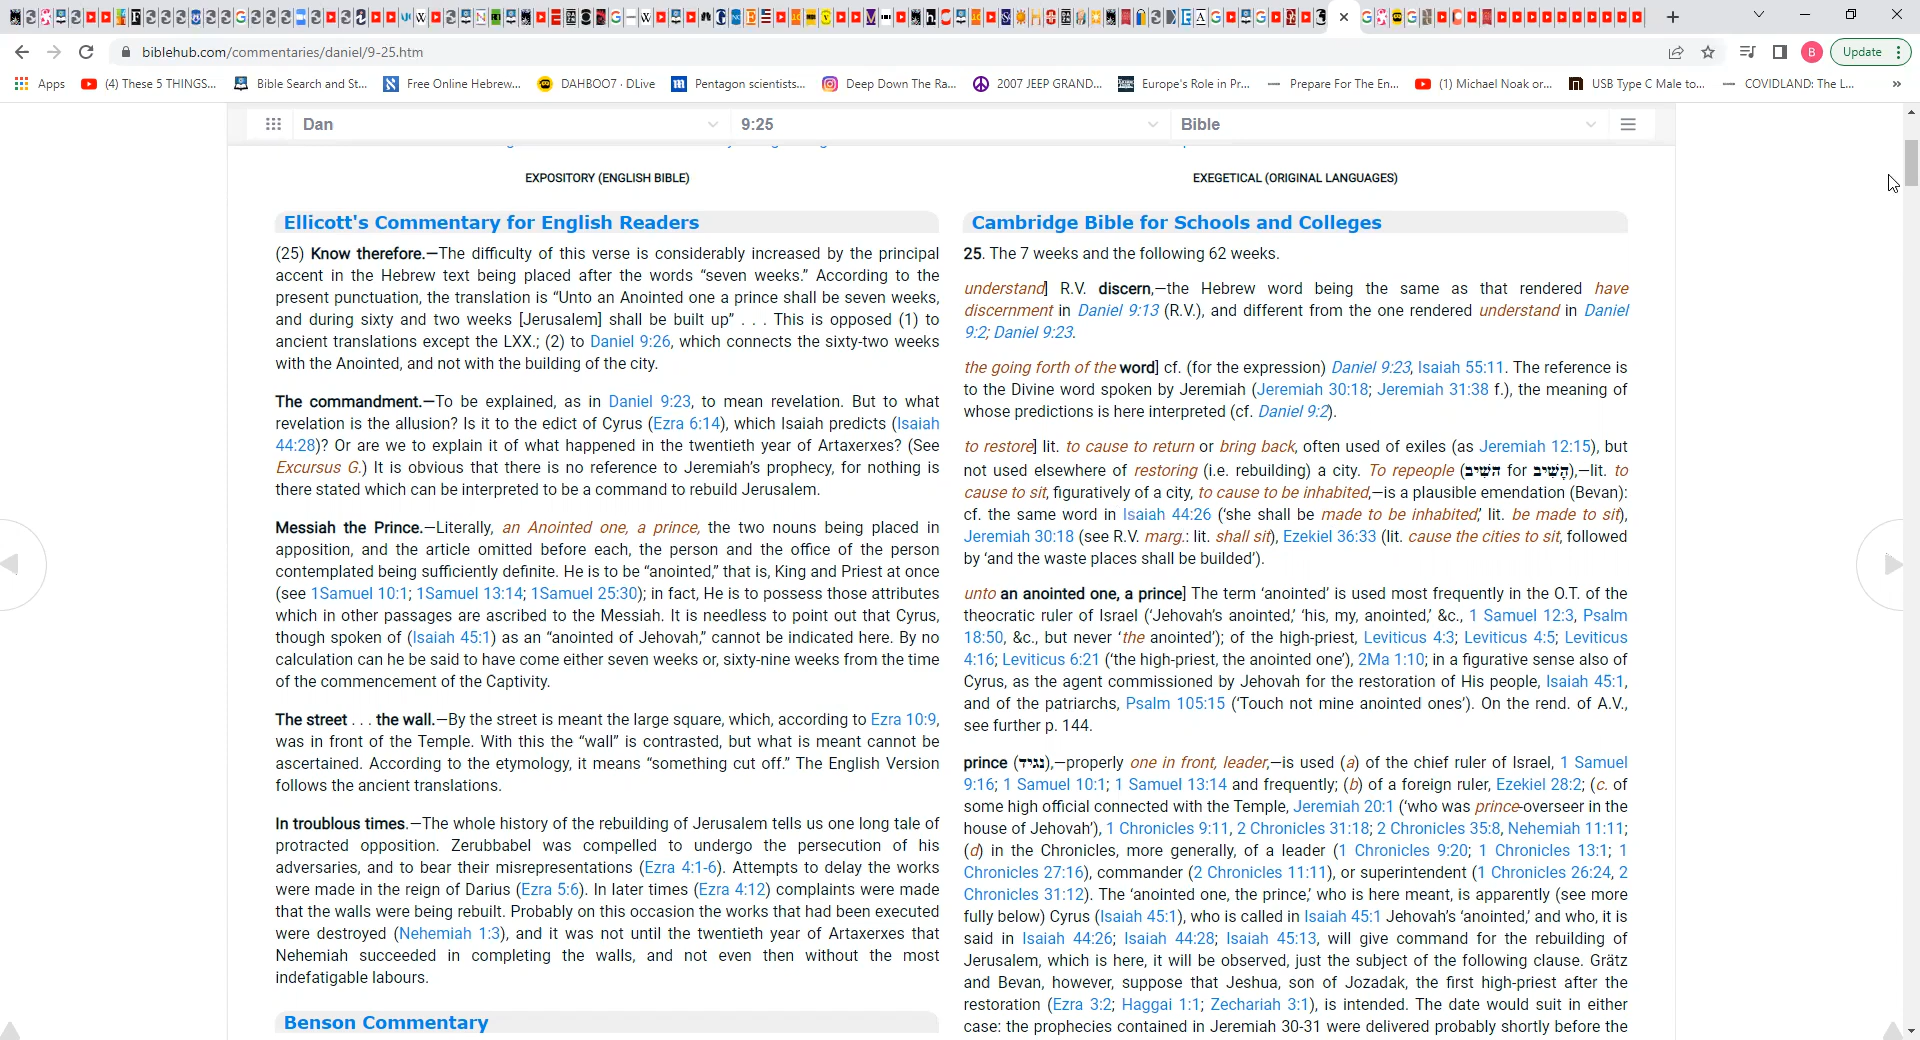 biblehub.com/commentaries/daniel/9-25.htm
Update
Apps
(4) These 5 THINGS...
Bible Search and St...
Free Online Hebrew...
DAHBOO7 · DLive
Pentagon scientists...
Deep Down The Ra...
2007 JEEP GRAND...
Europe's Role in Pr...
Prepare For The En...
(1) Michael Noak or...
USB Type C Male to...
COVIDLAND: The L...
Dan
9:25
Bible
EXPOSITORY (ENGLISH BIBLE)
Ellicott's Commentary for English Readers
(25) Know therefore.—The difficulty of this verse is considerably increased by the principal
accent in the Hebrew text being placed after the words “seven weeks.” According to the
present punctuation, the translation is “Unto an Anointed one a prince shall be seven weeks,
and during sixty and two weeks [Jerusalem] shall be built up” . . . This is opposed (1) to
ancient translations except the LXX.; (2) to Daniel 9:26, which connects the sixty-two weeks
with the Anointed, and not with the building of the city.
The commandment.—To be explained, as in Daniel 9:23, to mean revelation. But to what
revelation is the allusion? Is it to the edict of Cyrus (Ezra 6:14), which Isaiah predicts (Isaiah
44:28)? Or are we to explain it of what happened in the twentieth year of Artaxerxes? (See
Excursus G.) It is obvious that there is no reference to Jeremiah’s prophecy, for nothing is
there stated which can be interpreted to be a command to rebuild Jerusalem.
Messiah the Prince.—Literally, an Anointed one, a prince, the two nouns being placed in
apposition, and the article omitted before each, the person and the office of the person
contemplated being sufficiently definite. He is to be “anointed,” that is, King and Priest at once
(see 1Samuel 10:1; 1Samuel 13:14; 1Samuel 25:30); in fact, He is to possess those attributes
which in other passages are ascribed to the Messiah. It is needless to point out that Cyrus,
though spoken of (Isaiah 45:1) as an “anointed of Jehovah,” cannot be indicated here. By no
calculation can he be said to have come either seven weeks or, sixty-nine weeks from the time
of the commencement of the Captivity.
The street . . . the wall.—By the street is meant the large square, which, according to Ezra 10:9,
was in front of the Temple. With this the “wall” is contrasted, but what is meant cannot be
ascertained. According to the etymology, it means “something cut off.” The English Version
follows the ancient translations.
In troublous times.—The whole history of the rebuilding of Jerusalem tells us one long tale of
protracted opposition. Zerubbabel was compelled to undergo the persecution of his
adversaries, and to bear their misrepresentations (Ezra 4:1-6). Attempts to delay the works
were made in the reign of Darius (Ezra 5:6). In later times (Ezra 4:12) complaints were made
that the walls were being rebuilt. Probably on this occasion the works that had been executed
were destroyed (Nehemiah 1:3), and it was not until the twentieth year of Artaxerxes that
Nehemiah succeeded in completing the walls, and not even then without the most
indefatigable labours.
Benson Commentary
EXEGETICAL (ORIGINAL LANGUAGES)
Cambridge Bible for Schools and Colleges
25. The 7 weeks and the following 62 weeks.
understand] R.V. discern,—the Hebrew word being the same as that rendered have
discernment in Daniel 9:13 (R.V.), and different from the one rendered understand in Daniel
9:2; Daniel 9:23.
the going forth of the word] cf. (for the expression) Daniel 9:23, Isaiah 55:11. The reference is
to the Divine word spoken by Jeremiah (Jeremiah 30:18; Jeremiah 31:38 f.), the meaning of
whose predictions is here interpreted (cf. Daniel 9:2).
to restore] lit. to cause to return or bring back, often used of exiles (as Jeremiah 12:15), but
not used elsewhere of restoring (i.e. rebuilding) a city. To repeople (השׁיב for הָשִׁיב),—lit. to
cause to sit, figuratively of a city, to cause to be inhabited,—is a plausible emendation (Bevan):
cf. the same word in Isaiah 44:26 (‘she shall be made to be inhabited,’ lit. be made to sit),
Jeremiah 30:18 (see R.V. marg.: lit. shall sit), Ezekiel 36:33 (lit. cause the cities to sit, followed
by ‘and the waste places shall be builded’).
unto an anointed one, a prince] The term ‘anointed’ is used most frequently in the O.T. of the
theocratic ruler of Israel (‘Jehovah’s anointed,’ ‘his, my, anointed,’ &c., 1 Samuel 12:3, Psalm
18:50, &c., but never ‘the anointed’); of the high-priest, Leviticus 4:3; Leviticus 4:5; Leviticus
4:16; Leviticus 6:21 (‘the high-priest, the anointed one’), 2Ma 1:10; in a figurative sense also of
Cyrus, as the agent commissioned by Jehovah for the restoration of His people, Isaiah 45:1,
and of the patriarchs, Psalm 105:15 (‘Touch not mine anointed ones’). On the rend. of A.V.,
see further p. 144.
prince (נגיד),—properly one in front, leader,—is used (a) of the chief ruler of Israel, 1 Samuel
9:16; 1 Samuel 10:1; 1 Samuel 13:14 and frequently; (b) of a foreign ruler, Ezekiel 28:2; (c. of
some high official connected with the Temple, Jeremiah 20:1 (‘who was prince-overseer in the
house of Jehovah’), 1 Chronicles 9:11, 2 Chronicles 31:18; 2 Chronicles 35:8, Nehemiah 11:11;
(d) in the Chronicles, more generally, of a leader (1 Chronicles 9:20; 1 Chronicles 13:1; 1
Chronicles 27:16), commander (2 Chronicles 11:11), or superintendent (1 Chronicles 26:24, 2
Chronicles 31:12). The ‘anointed one, the prince,’ who is here meant, is apparently (see more
fully below) Cyrus (Isaiah 45:1), who is called in Isaiah 45:1 Jehovah’s ‘anointed,’ and who, it is
said in Isaiah 44:26; Isaiah 44:28; Isaiah 45:13, will give command for the rebuilding of
Jerusalem, which is here, it will be observed, just the subject of the following clause. Grätz
and Bevan, however, suppose that Jeshua, son of Jozadak, the first high-priest after the
restoration (Ezra 3:2; Haggai 1:1; Zechariah 3:1), is intended. The date would suit in either
case: the prophecies contained in Jeremiah 30-31 were delivered probably shortly before the